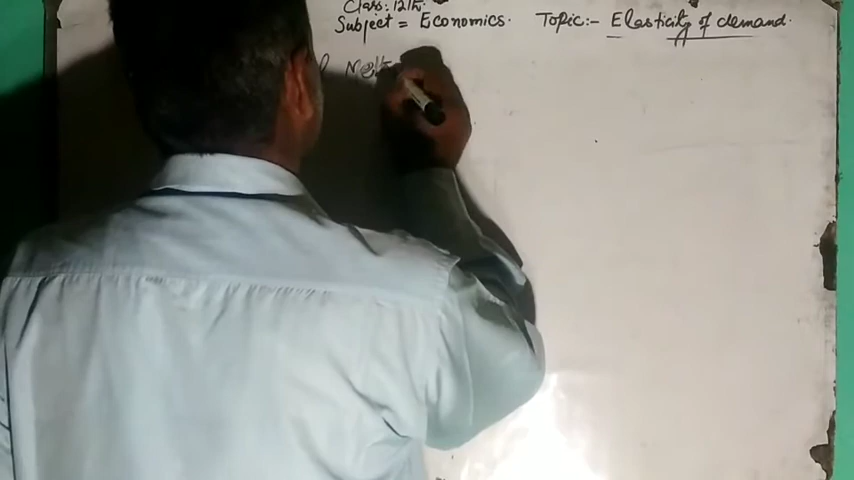 Class: 12th
Subject = Economics. Topic:- Elasticity of demand.